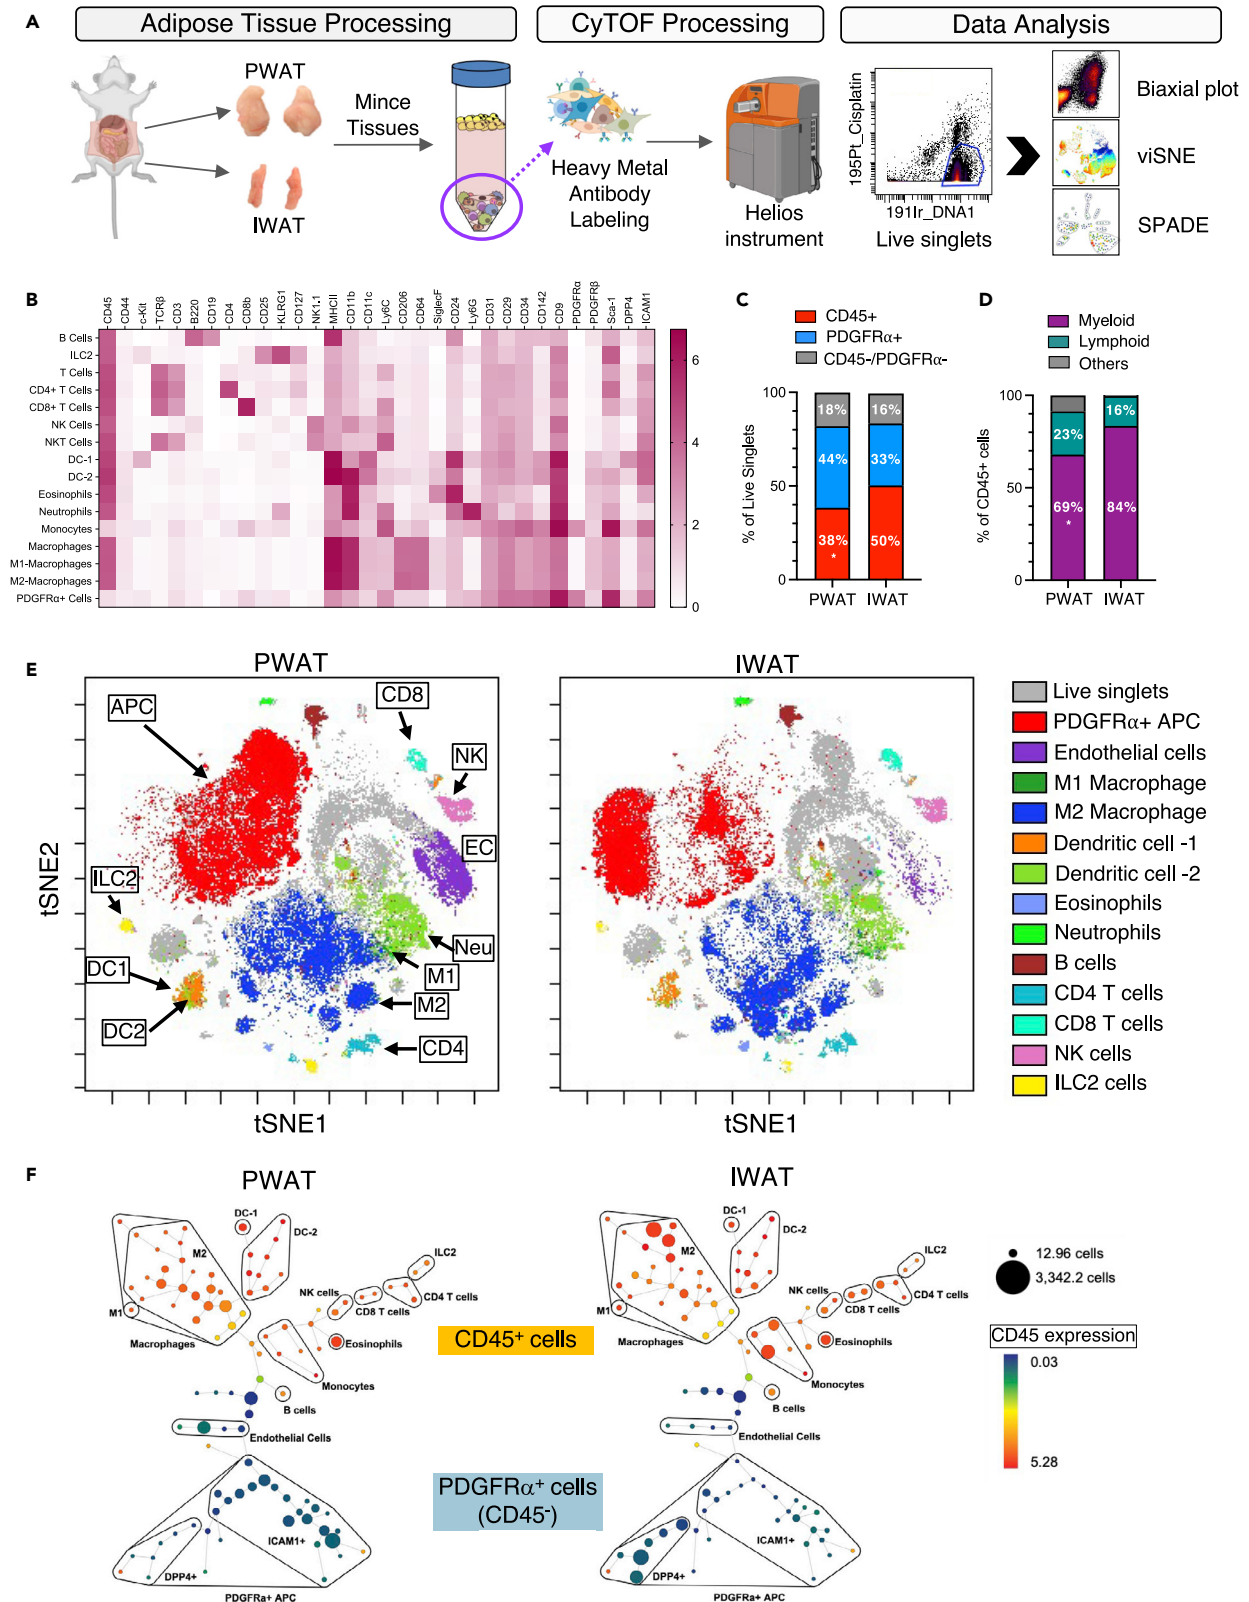 A
Adipose Tissue Processing
CyTOF Processing
Data Analysis
PWAT
IWAT
Mince
Tissues
Heavy Metal
Antibody
Labeling
Helios
instrument
195Pt_Cisplatin
191Ir_DNA1
Live singlets
Biaxial plot
viSNE
SPADE
B
CD45
CD44
c-Kit
TCRβ
CD3
B220
CD19
CD4
CD8b
CD25
KLRG1
CD127
NK1.1
MHCII
CD11b
CD11c
Ly6C
CD206
CD64
SiglecF
CD24
Ly6G
CD31
CD29
CD34
CD142
CD9
PDGFRα
PDGFRβ
Sca-1
DPP4
ICAM1
B Cells
ILC2
T Cells
CD4+ T Cells
CD8+ T Cells
NK Cells
NKT Cells
DC-1
DC-2
Eosinophils
Neutrophils
Monocytes
Macrophages
M1-Macrophages
M2-Macrophages
PDGFRα+ Cells
6
4
2
0
C
CD45+
PDGFRα+
CD45-/PDGFRα-
% of Live Singlets
100
50
0
18%
44%
38%
*
16%
33%
50%
PWAT
IWAT
D
Myeloid
Lymphoid
Others
% of CD45+ cells
100
50
0
23%
69%
*
16%
84%
PWAT
IWAT
E
PWAT
IWAT
tSNE2
tSNE1
tSNE1
APC
CD8
NK
EC
ILC2
Neu
DC1
M1
M2
DC2
CD4
Live singlets
PDGFRα+ APC
Endothelial cells
M1 Macrophage
M2 Macrophage
Dendritic cell -1
Dendritic cell -2
Eosinophils
Neutrophils
B cells
CD4 T cells
CD8 T cells
NK cells
ILC2 cells
F
PWAT
IWAT
DC-1
DC-2
M2
ILC2
NK cells
CD4 T cells
CD8 T cells
M1
Macrophages
Eosinophils
Monocytes
B cells
Endothelial Cells
ICAM1+
DPP4+
PDGFRa+ APC
CD45+ cells
PDGFRα+ cells
(CD45-)
DC-1
DC-2
M2
ILC2
NK cells
CD4 T cells
CD8 T cells
M1
Macrophages
Eosinophils
Monocytes
B cells
Endothelial Cells
ICAM1+
DPP4+
PDGFRa+ APC
12.96 cells
3,342.2 cells
CD45 expression
0.03
5.28